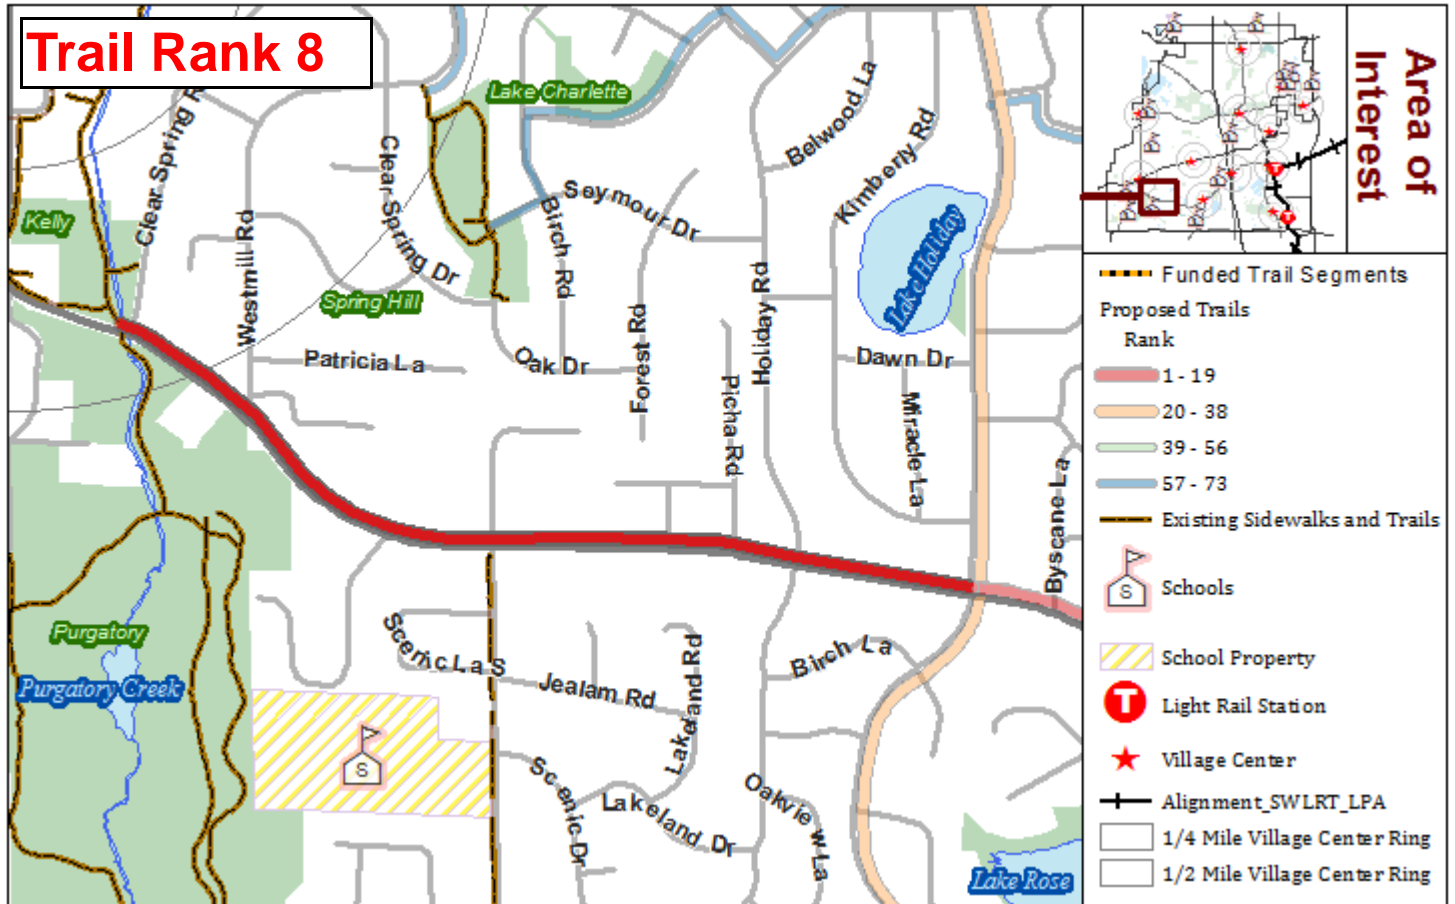 Trail Rank 8
Lake Charlette
Belwood La
Kimberly Rd
Clear Spring R
Clear Spring Dr
Kelly
Westmill Rd
Birch Rd
Seymour Dr
Lake Holiday
Spring Hill
Holiday Rd
Forest Rd
Patricia La
Oak Dr
Dawn Dr
Picha Rd
Miracle La
Byscane La
Purgatory
Purgatory Creek
Scenic La S
Jealam Rd
Lakeland Rd
Birch La
Scenic Dr
Lakeland Dr
Oakview La
Lake Rose
S
Area of
Interest
T
T
Funded Trail Segments
Proposed Trails
Rank
1 - 19
20 - 38
39 - 56
57 - 73
Existing Sidewalks and Trails
S
Schools
School Property
T
Light Rail Station
Village Center
Alignment_SWLRT_LPA
1/4 Mile Village Center Ring
1/2 Mile Village Center Ring